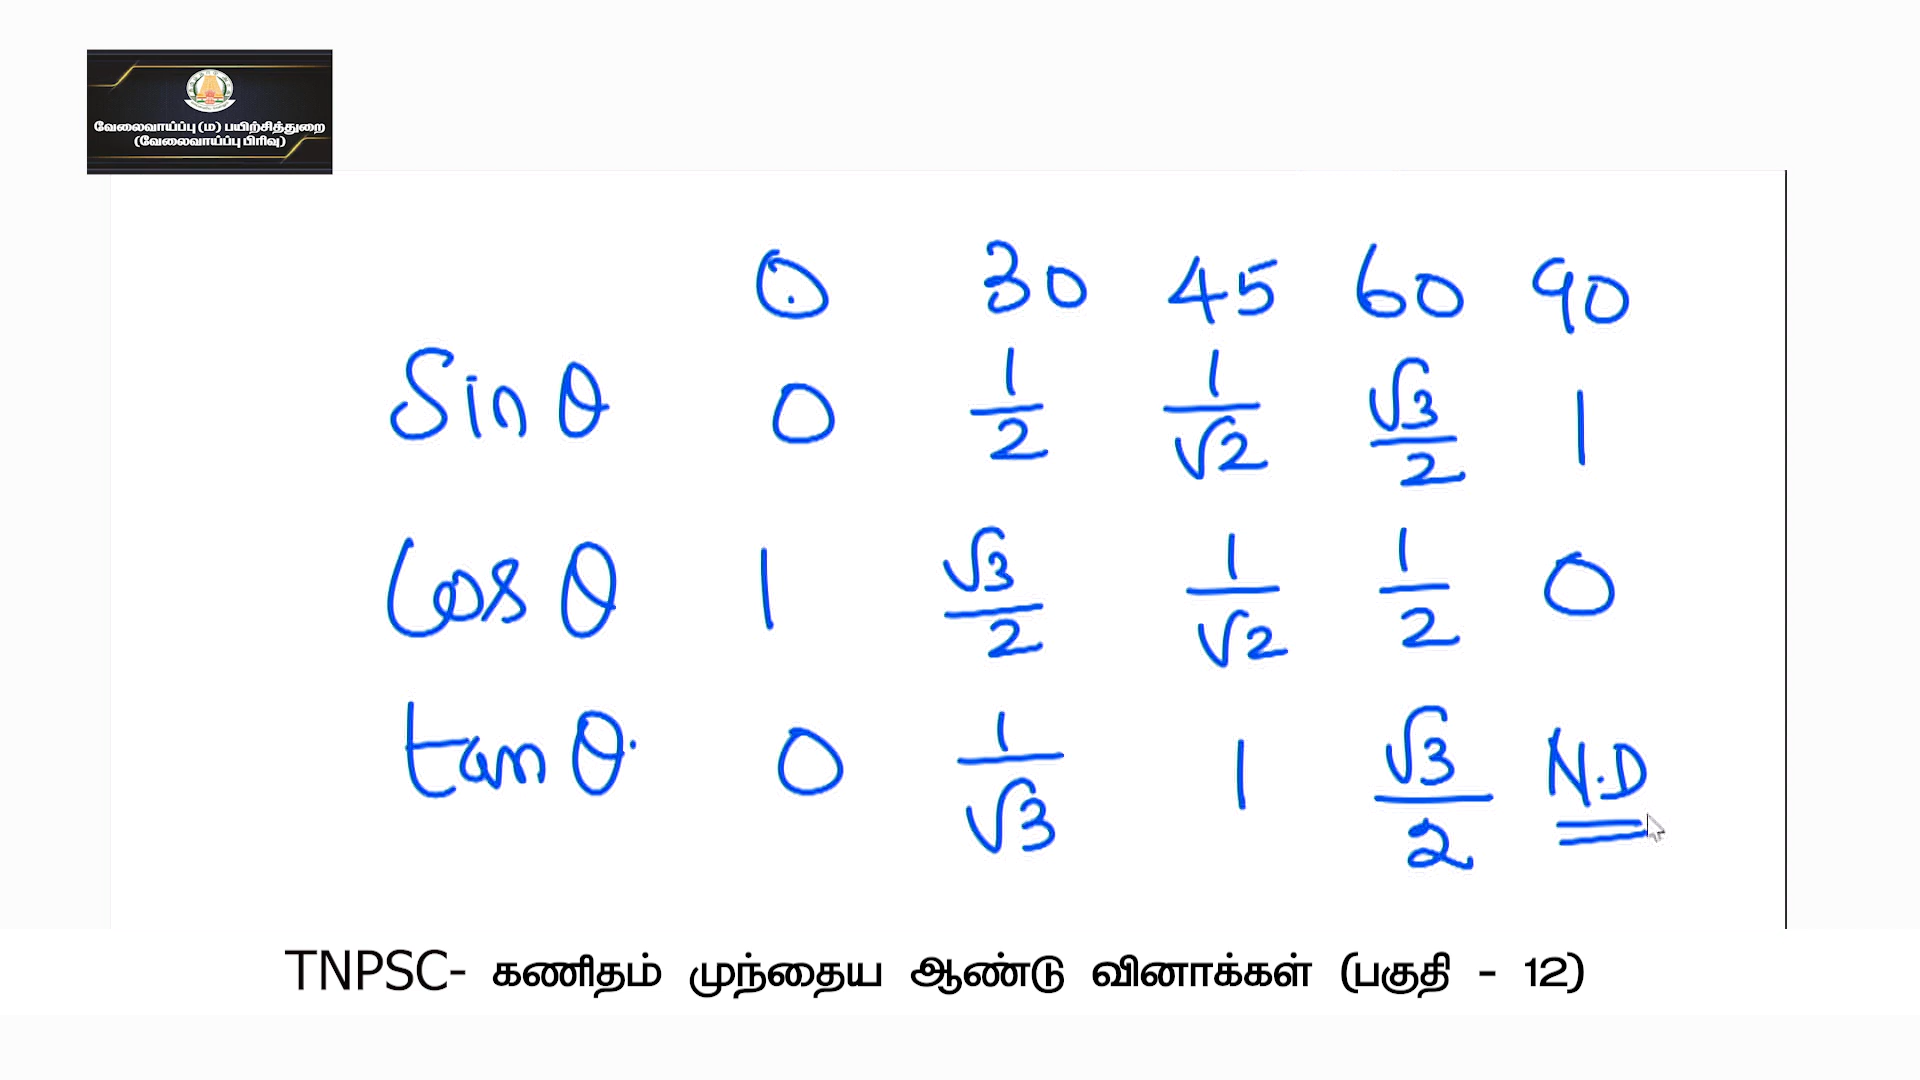 வேலைவாய்ப்பு (ம) பயிற்சித்துறை
(வேலைவாய்ப்பு பிரிவு)
0 30 45 60 90
Sin θ 0 1/2 1/√2 √3/2 1
Cos θ 1 √3/2 1/√2 1/2 0
tan θ 0 1/√3 1 √3/2 N.D
TNPSC- கணிதம் முந்தைய ஆண்டு வினாக்கள் (பகுதி - 12)